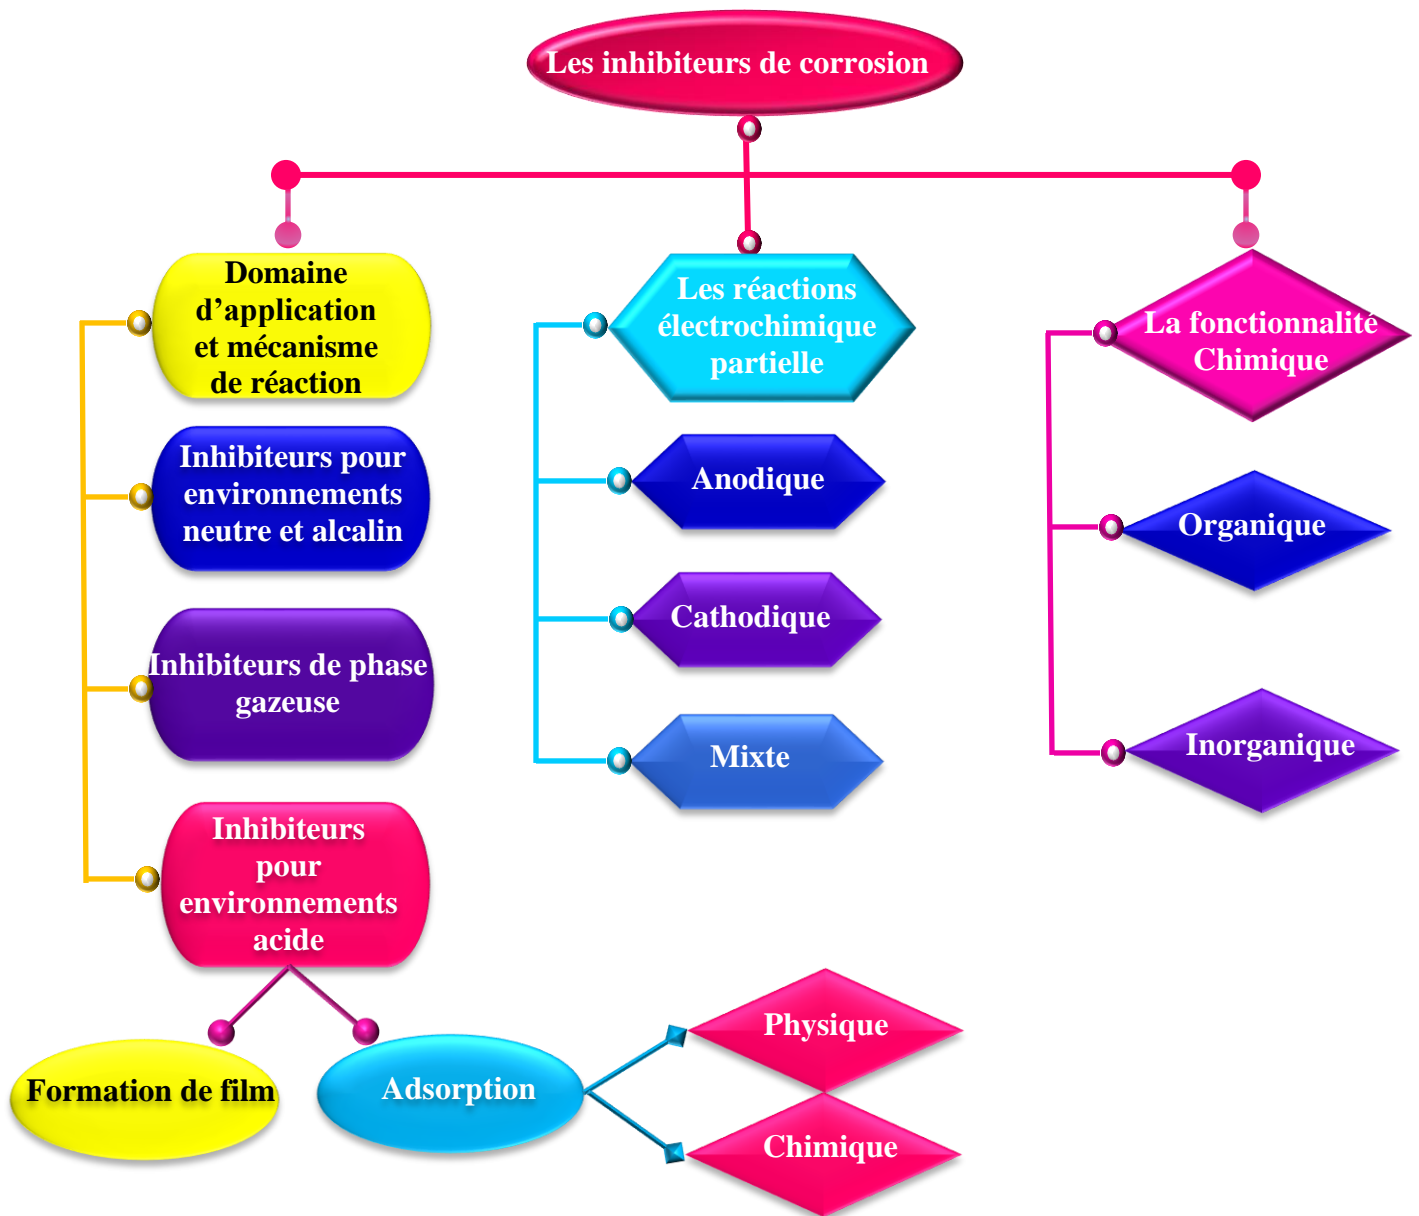 Les inhibiteurs de corrosion
Domaine
d’application
et mécanisme
de réaction
Inhibiteurs pour
environnements
neutre et alcalin
Inhibiteurs de phase
gazeuse
Inhibiteurs
pour
environnements
acide
Formation de film
Adsorption
Physique
Chimique
Les réactions
électrochimique
partielle
Anodique
Cathodique
Mixte
La fonctionnalité
Chimique
Organique
Inorganique